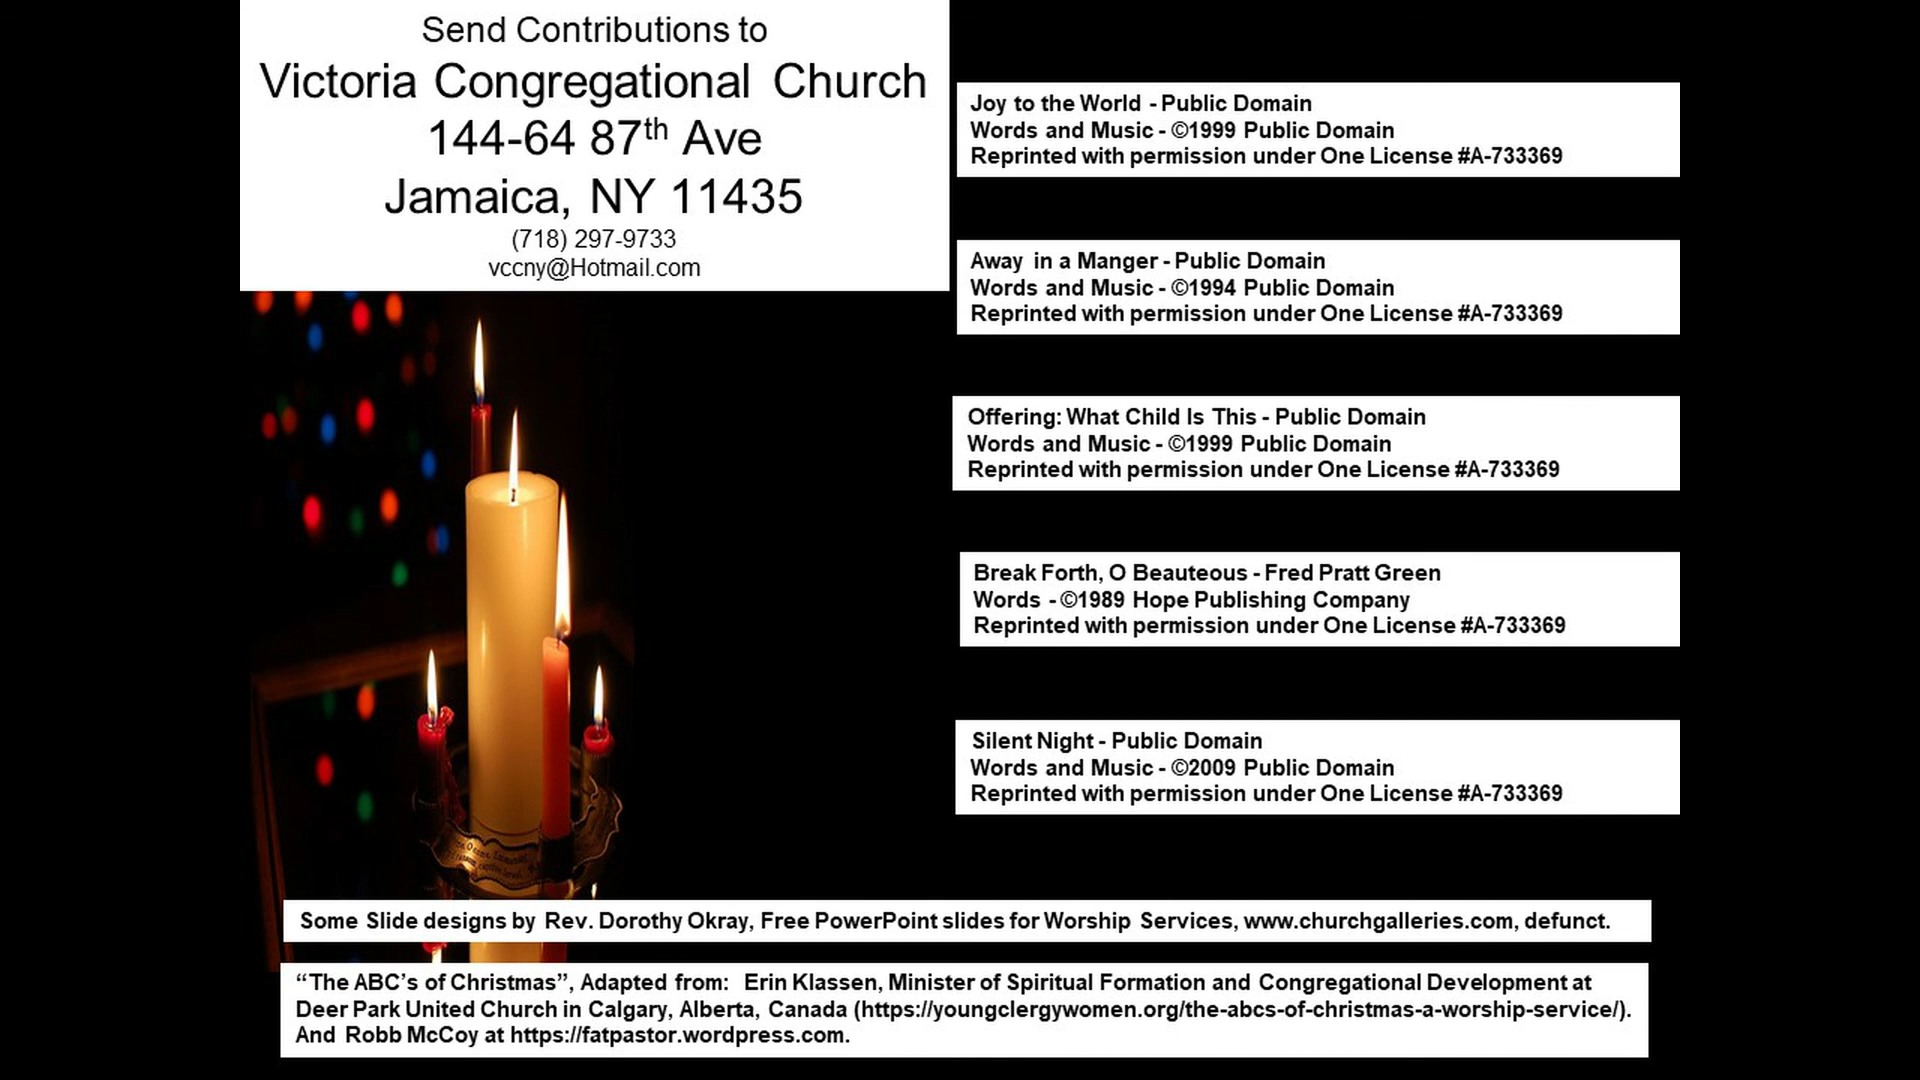 Send Contributions to
Victoria Congregational Church
144-64 87th Ave
Jamaica, NY 11435
(718) 297-9733
vccny@Hotmail.com
Joy to the World - Public Domain
Words and Music - ©1999 Public Domain
Reprinted with permission under One License #A-733369
Away in a Manger - Public Domain
Words and Music - ©1994 Public Domain
Reprinted with permission under One License #A-733369
Offering: What Child Is This - Public Domain
Words and Music - ©1999 Public Domain
Reprinted with permission under One License #A-733369
Break Forth, O Beauteous - Fred Pratt Green
Words - ©1989 Hope Publishing Company
Reprinted with permission under One License #A-733369
Silent Night - Public Domain
Words and Music - ©2009 Public Domain
Reprinted with permission under One License #A-733369
Some Slide designs by Rev. Dorothy Okray, Free PowerPoint slides for Worship Services, www.churchgalleries.com, defunct.
“The ABC’s of Christmas”, Adapted from: Erin Klassen, Minister of Spiritual Formation and Congregational Development at
Deer Park United Church in Calgary, Alberta, Canada (https://youngclergywomen.org/the-abcs-of-christmas-a-worship-service/).
And Robb McCoy at https://fatpastor.wordpress.com.